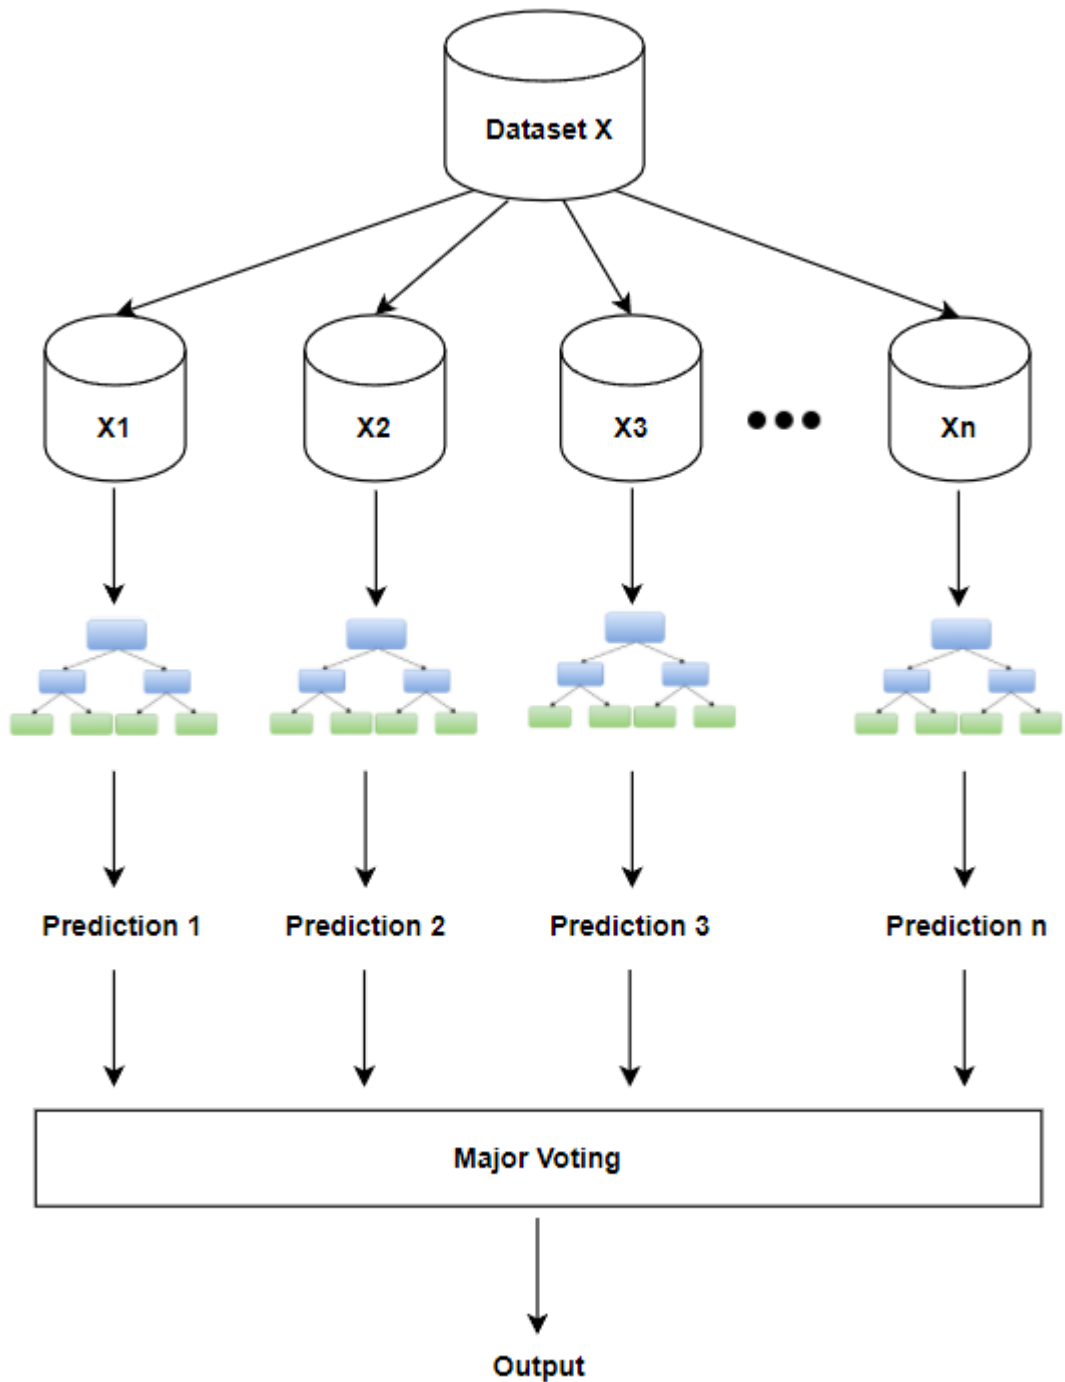 Dataset X
X1
X2
X3
Xn
Prediction 1
Prediction 2
Prediction 3
Prediction n
Major Voting
Output